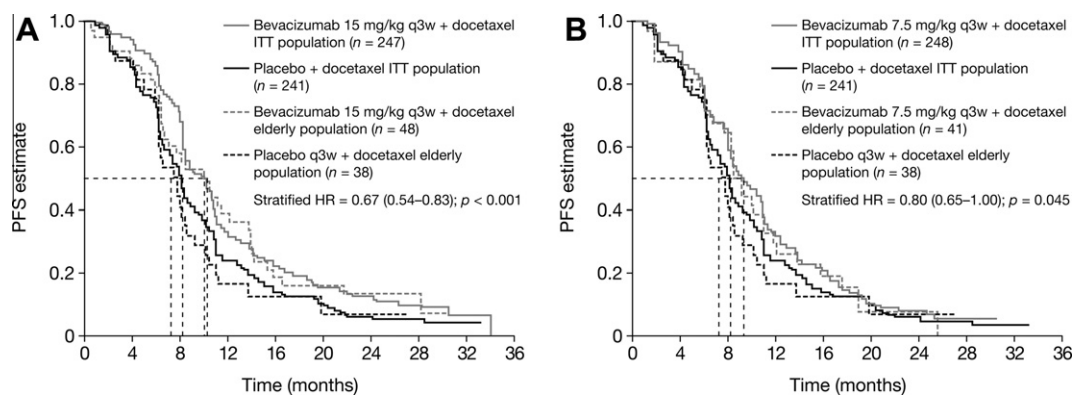 A
1.0
0.8
0.6
0.4
0.2
0
PFS estimate
Bevacizumab 15 mg/kg q3w + docetaxel
ITT population (n = 247)
Placebo + docetaxel ITT population
(n = 241)
Bevacizumab 15 mg/kg q3w + docetaxel
elderly population (n = 48)
Placebo q3w + docetaxel elderly
population (n = 38)
Stratified HR = 0.67 (0.54–0.83); p < 0.001
0 4 8 12 16 20 24 28 32 36
Time (months)
B
1.0
0.8
0.6
0.4
0.2
0
PFS estimate
Bevacizumab 7.5 mg/kg q3w + docetaxel
ITT population (n = 248)
Placebo + docetaxel ITT population
(n = 241)
Bevacizumab 7.5 mg/kg q3w + docetaxel
elderly population (n = 41)
Placebo q3w + docetaxel elderly
population (n = 38)
Stratified HR = 0.80 (0.65–1.00); p = 0.045
0 4 8 12 16 20 24 28 32 36
Time (months)